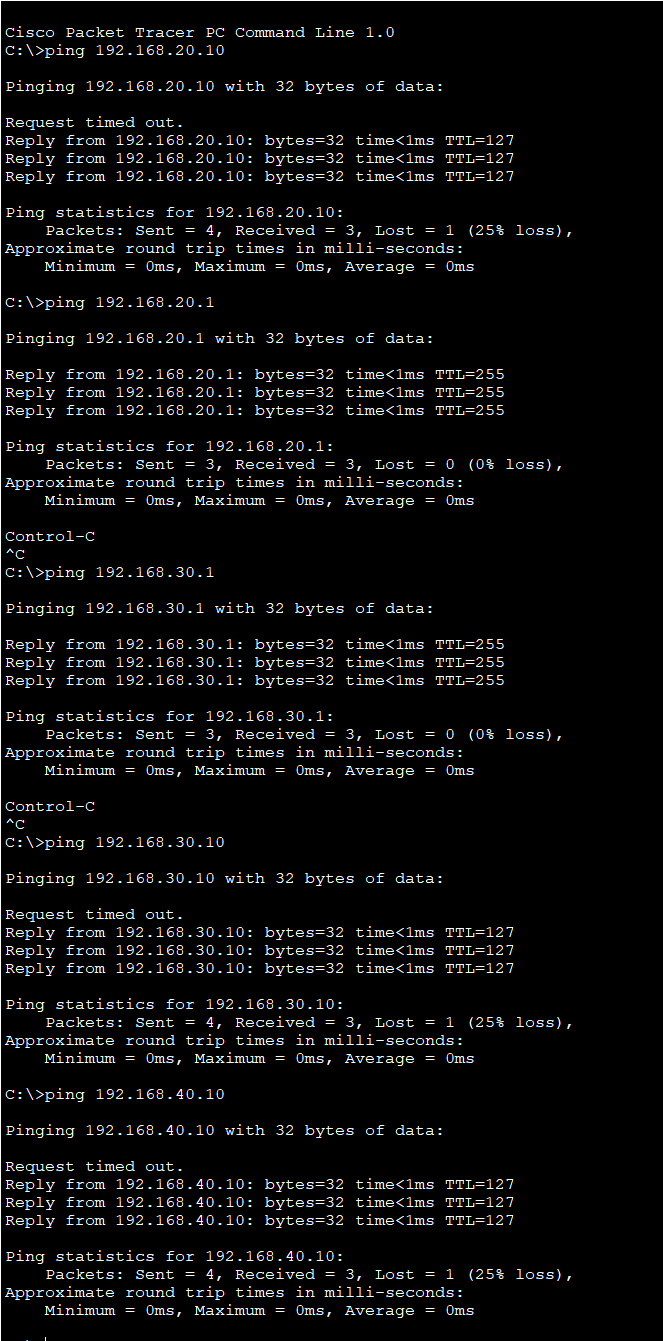 Cisco Packet Tracer PC Command Line 1.0
C:\>ping 192.168.20.10
Pinging 192.168.20.10 with 32 bytes of data:
Request timed out.
Reply from 192.168.20.10: bytes=32 time<1ms TTL=127
Reply from 192.168.20.10: bytes=32 time<1ms TTL=127
Reply from 192.168.20.10: bytes=32 time<1ms TTL=127
Ping statistics for 192.168.20.10:
    Packets: Sent = 4, Received = 3, Lost = 1 (25% loss),
Approximate round trip times in milli-seconds:
    Minimum = 0ms, Maximum = 0ms, Average = 0ms
C:\>ping 192.168.20.1
Pinging 192.168.20.1 with 32 bytes of data:
Reply from 192.168.20.1: bytes=32 time<1ms TTL=255
Reply from 192.168.20.1: bytes=32 time<1ms TTL=255
Reply from 192.168.20.1: bytes=32 time<1ms TTL=255
Ping statistics for 192.168.20.1:
    Packets: Sent = 3, Received = 3, Lost = 0 (0% loss),
Approximate round trip times in milli-seconds:
    Minimum = 0ms, Maximum = 0ms, Average = 0ms
Control-C
^C
C:\>ping 192.168.30.1
Pinging 192.168.30.1 with 32 bytes of data:
Reply from 192.168.30.1: bytes=32 time<1ms TTL=255
Reply from 192.168.30.1: bytes=32 time<1ms TTL=255
Reply from 192.168.30.1: bytes=32 time<1ms TTL=255
Ping statistics for 192.168.30.1:
    Packets: Sent = 3, Received = 3, Lost = 0 (0% loss),
Approximate round trip times in milli-seconds:
    Minimum = 0ms, Maximum = 0ms, Average = 0ms
Control-C
^C
C:\>ping 192.168.30.10
Pinging 192.168.30.10 with 32 bytes of data:
Request timed out.
Reply from 192.168.30.10: bytes=32 time<1ms TTL=127
Reply from 192.168.30.10: bytes=32 time<1ms TTL=127
Reply from 192.168.30.10: bytes=32 time<1ms TTL=127
Ping statistics for 192.168.30.10:
    Packets: Sent = 4, Received = 3, Lost = 1 (25% loss),
Approximate round trip times in milli-seconds:
    Minimum = 0ms, Maximum = 0ms, Average = 0ms
C:\>ping 192.168.40.10
Pinging 192.168.40.10 with 32 bytes of data:
Request timed out.
Reply from 192.168.40.10: bytes=32 time<1ms TTL=127
Reply from 192.168.40.10: bytes=32 time<1ms TTL=127
Reply from 192.168.40.10: bytes=32 time<1ms TTL=127
Ping statistics for 192.168.40.10:
    Packets: Sent = 4, Received = 3, Lost = 1 (25% loss),
Approximate round trip times in milli-seconds:
    Minimum = 0ms, Maximum = 0ms, Average = 0ms